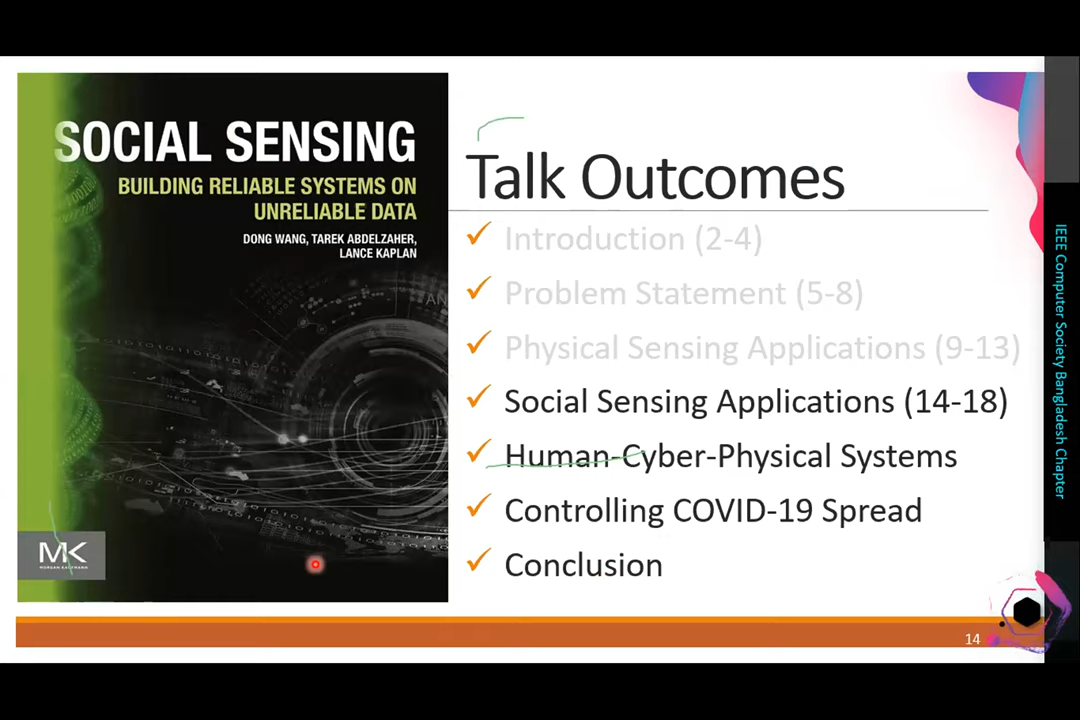 SOCIAL SENSING
BUILDING RELIABLE SYSTEMS ON
UNRELIABLE DATA
DONG WANG, TAREK ABDELZAHER,
LANCE KAPLAN
MK
MORGAN KAUFMANN
Talk Outcomes
✓ Introduction (2-4)
✓ Problem Statement (5-8)
✓ Physical Sensing Applications (9-13)
✓ Social Sensing Applications (14-18)
✓ Human-Cyber-Physical Systems
✓ Controlling COVID-19 Spread
✓ Conclusion
14
IEEE Computer Society Bangladesh Chapter